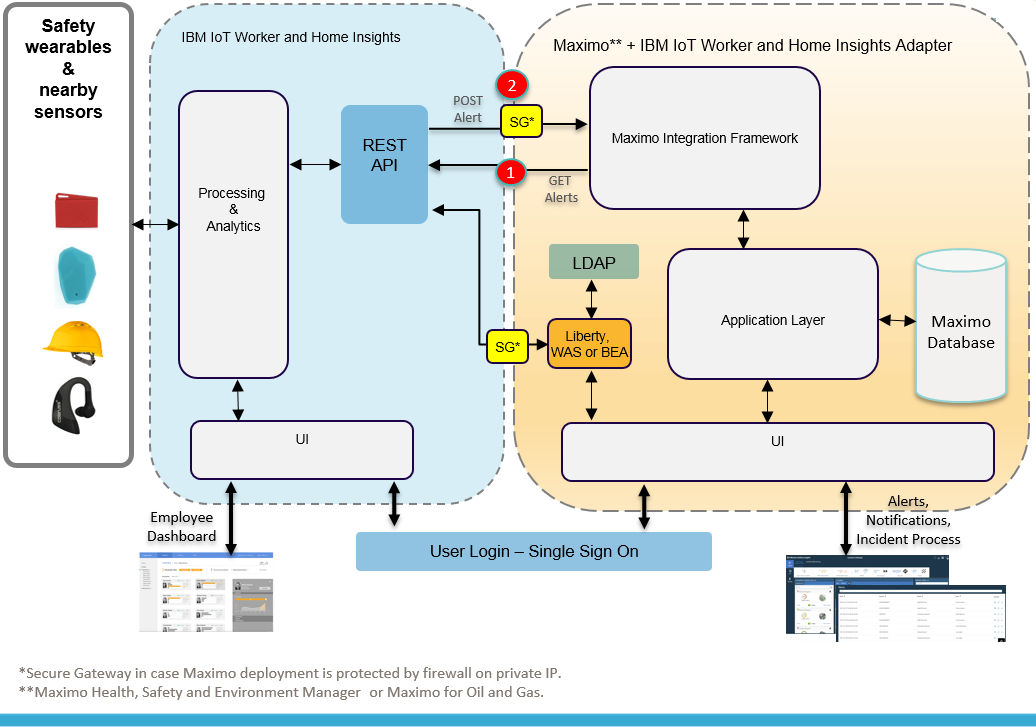 Safety
wearables
&
nearby
sensors
IBM IoT Worker and Home Insights
Processing
&
Analytics
REST
API
POST
Alert
2
SG*
1
GET
Alerts
SG*
UI
Maximo** + IBM IoT Worker and Home Insights Adapter
Maximo Integration Framework
LDAP
Liberty,
WAS or BEA
Application Layer
Maximo
Database
UI
Employee
Dashboard
User Login – Single Sign On
Alerts,
Notifications,
Incident Process
*Secure Gateway in case Maximo deployment is protected by firewall on private IP.
**Maximo Health, Safety and Environment Manager or Maximo for Oil and Gas.